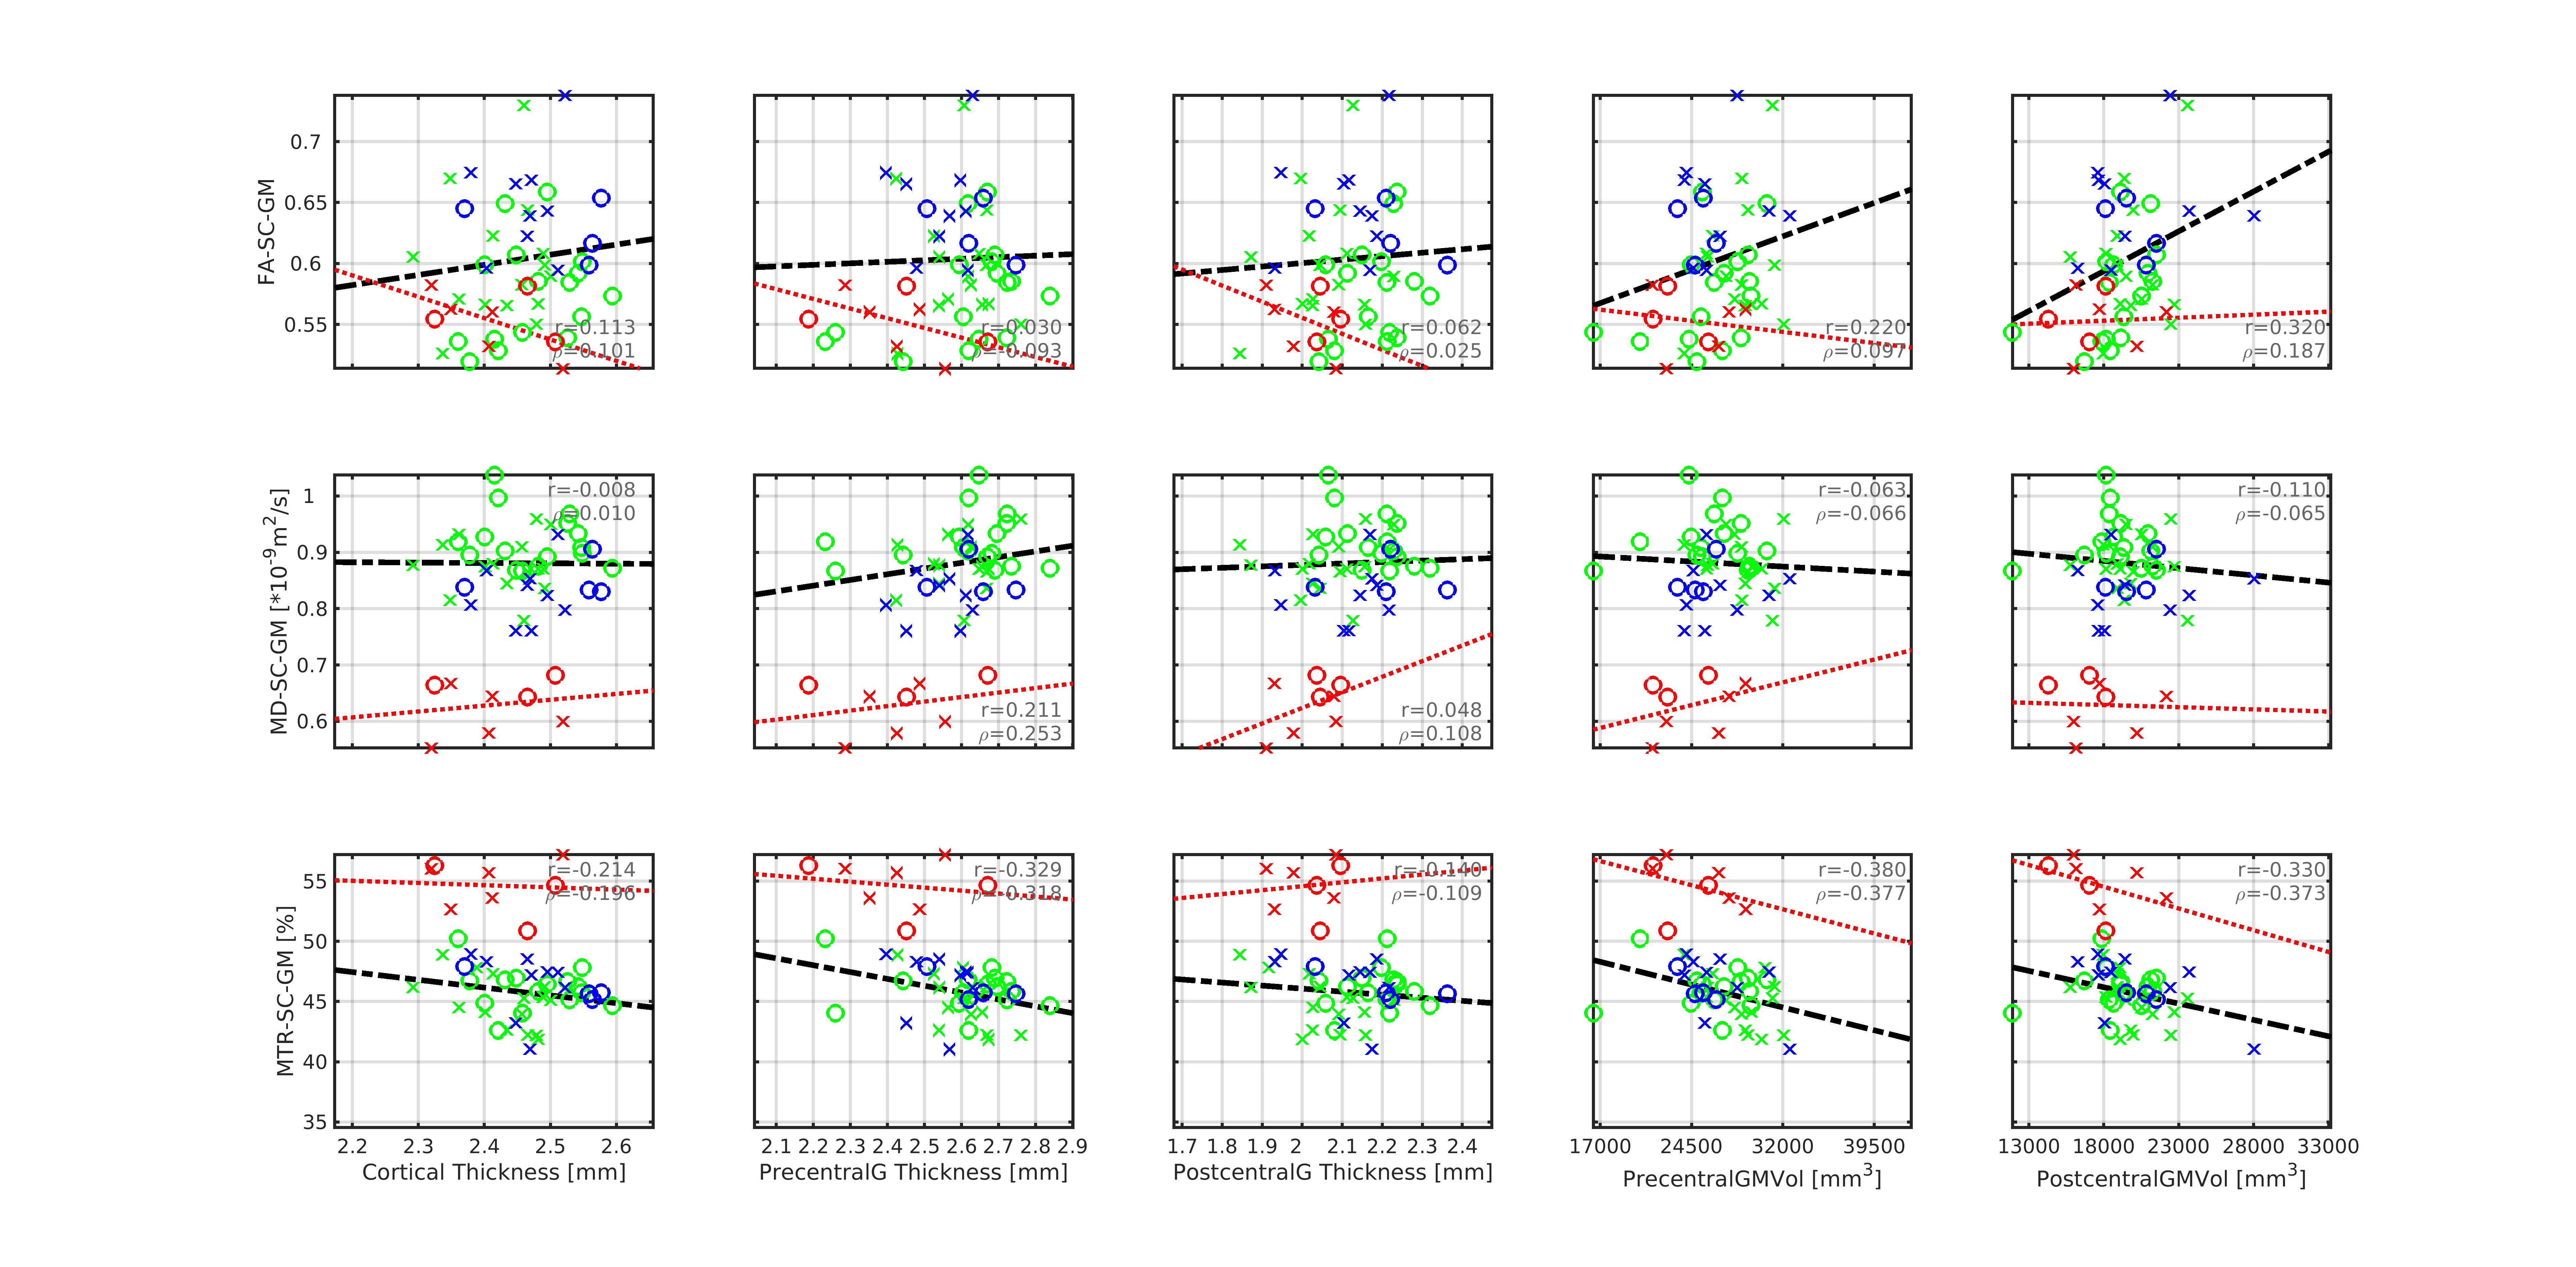 FA-SC-GM
0.7
0.65
0.6
0.55
r=0.113
ρ=0.101
r=0.030
ρ=-0.093
r=0.062
ρ=0.025
r=0.220
ρ=0.097
r=0.320
ρ=0.187
MD-SC-GM [*10⁻⁹m²/s]
1
0.9
0.8
0.7
0.6
r=-0.008
ρ=0.010
r=0.211
ρ=0.253
r=0.048
ρ=0.108
r=-0.063
ρ=-0.066
r=-0.110
ρ=-0.065
MTR-SC-GM [%]
55
50
45
40
35
r=-0.214
ρ=-0.196
r=-0.329
ρ=-0.318
r=-0.140
ρ=-0.109
r=-0.380
ρ=-0.377
r=-0.330
ρ=-0.373
2.2 2.3 2.4 2.5 2.6
Cortical Thickness [mm]
2.1 2.2 2.3 2.4 2.5 2.6 2.7 2.8 2.9
PrecentralG Thickness [mm]
1.7 1.8 1.9 2 2.1 2.2 2.3 2.4
PostcentralG Thickness [mm]
17000 24500 32000 39500
PrecentralGMVol [mm³]
13000 18000 23000 28000 33000
PostcentralGMVol [mm³]